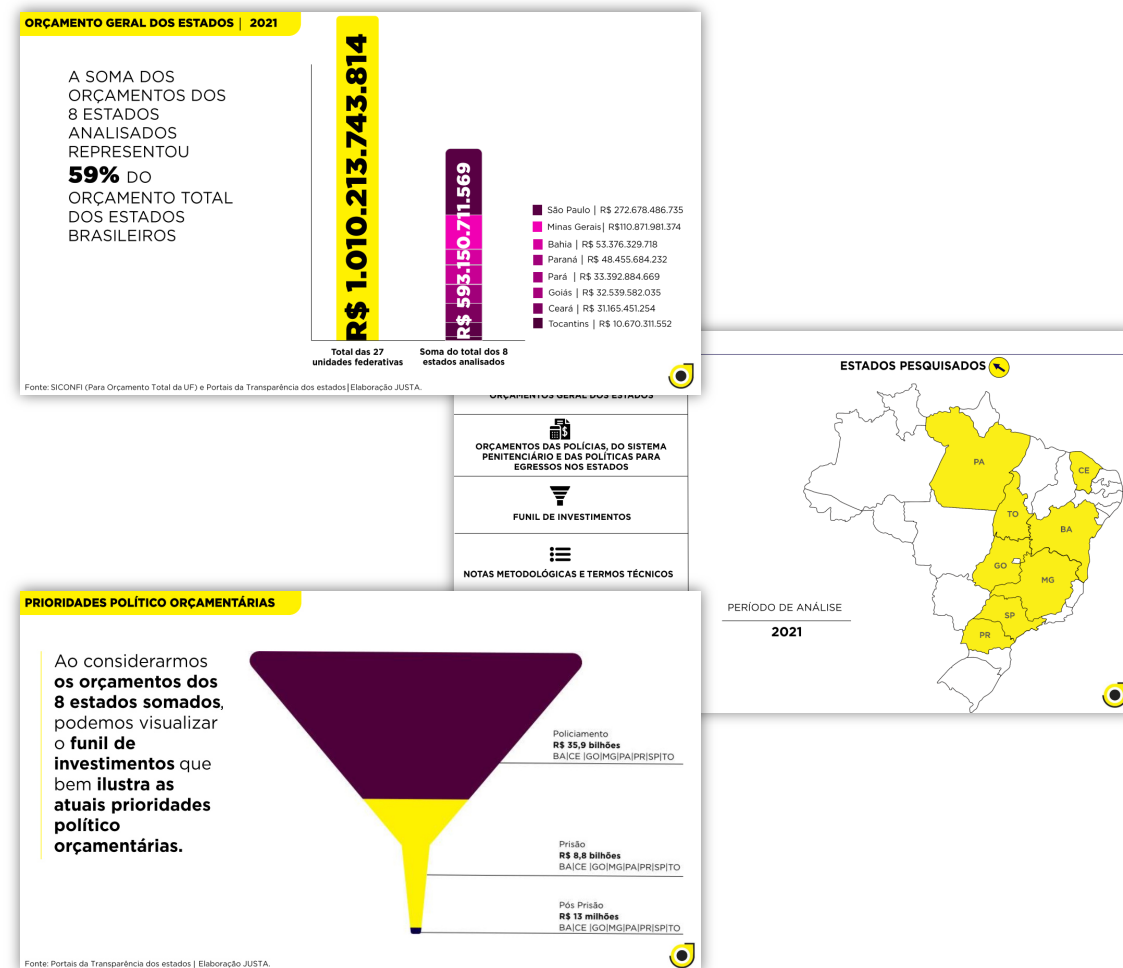 ORÇAMENTO GERAL DOS ESTADOS | 2021
A SOMA DOS
ORÇAMENTOS DOS
8 ESTADOS
ANALISADOS
REPRESENTOU
59% DO
ORÇAMENTO TOTAL
DOS ESTADOS
BRASILEIROS
R$ 1.010.213.743.814
R$ 593.150.711.569
São Paulo | R$ 272.678.486.735
Minas Gerais| R$110.871.981.374
Bahia | R$ 53.376.329.718
Paraná | R$ 48.455.684.232
Pará | R$ 33.392.884.669
Goiás | R$ 32.539.582.035
Ceará | R$ 31.165.451.254
Tocantins | R$ 10.670.311.552
Total das 27
unidades federativas
Soma do total dos 8
estados analisados
Fonte: SICONFI (Para Orçamento Total da UF) e Portais da Transparência dos estados|Elaboração JUSTA.
ORÇAMENTOS GERAL DOS ESTADOS
ORÇAMENTOS DAS POLÍCIAS, DO SISTEMA
PENITENCIÁRIO E DAS POLÍTICAS PARA
EGRESSOS NOS ESTADOS
FUNIL DE INVESTIMENTOS
NOTAS METODOLÓGICAS E TERMOS TÉCNICOS
ESTADOS PESQUISADOS
PA
CE
TO
BA
GO
MG
SP
PR
PERÍODO DE ANÁLISE
2021
PRIORIDADES POLÍTICO ORÇAMENTÁRIAS
Ao considerarmos
os orçamentos dos
8 estados somados,
podemos visualizar
o funil de
investimentos que
bem ilustra as
atuais prioridades
político
orçamentárias.
Policiamento
R$ 35,9 bilhões
BA|CE |GO|MG|PA|PR|SP|TO
Prisão
R$ 8,8 bilhões
BA|CE |GO|MG|PA|PR|SP|TO
Pós Prisão
R$ 13 milhões
BA|CE |GO|MG|PA|PR|SP|TO
Fonte: Portais da Transparência dos estados | Elaboração JUSTA.